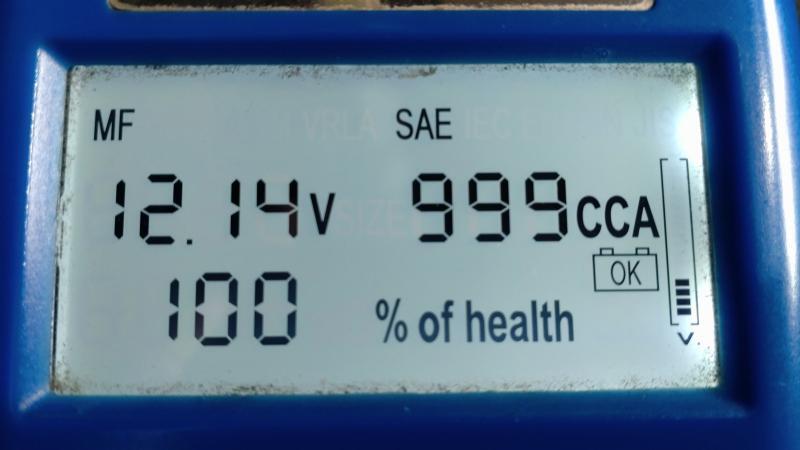 MF SAE
12.14V 999CCA
OK
100 % of health